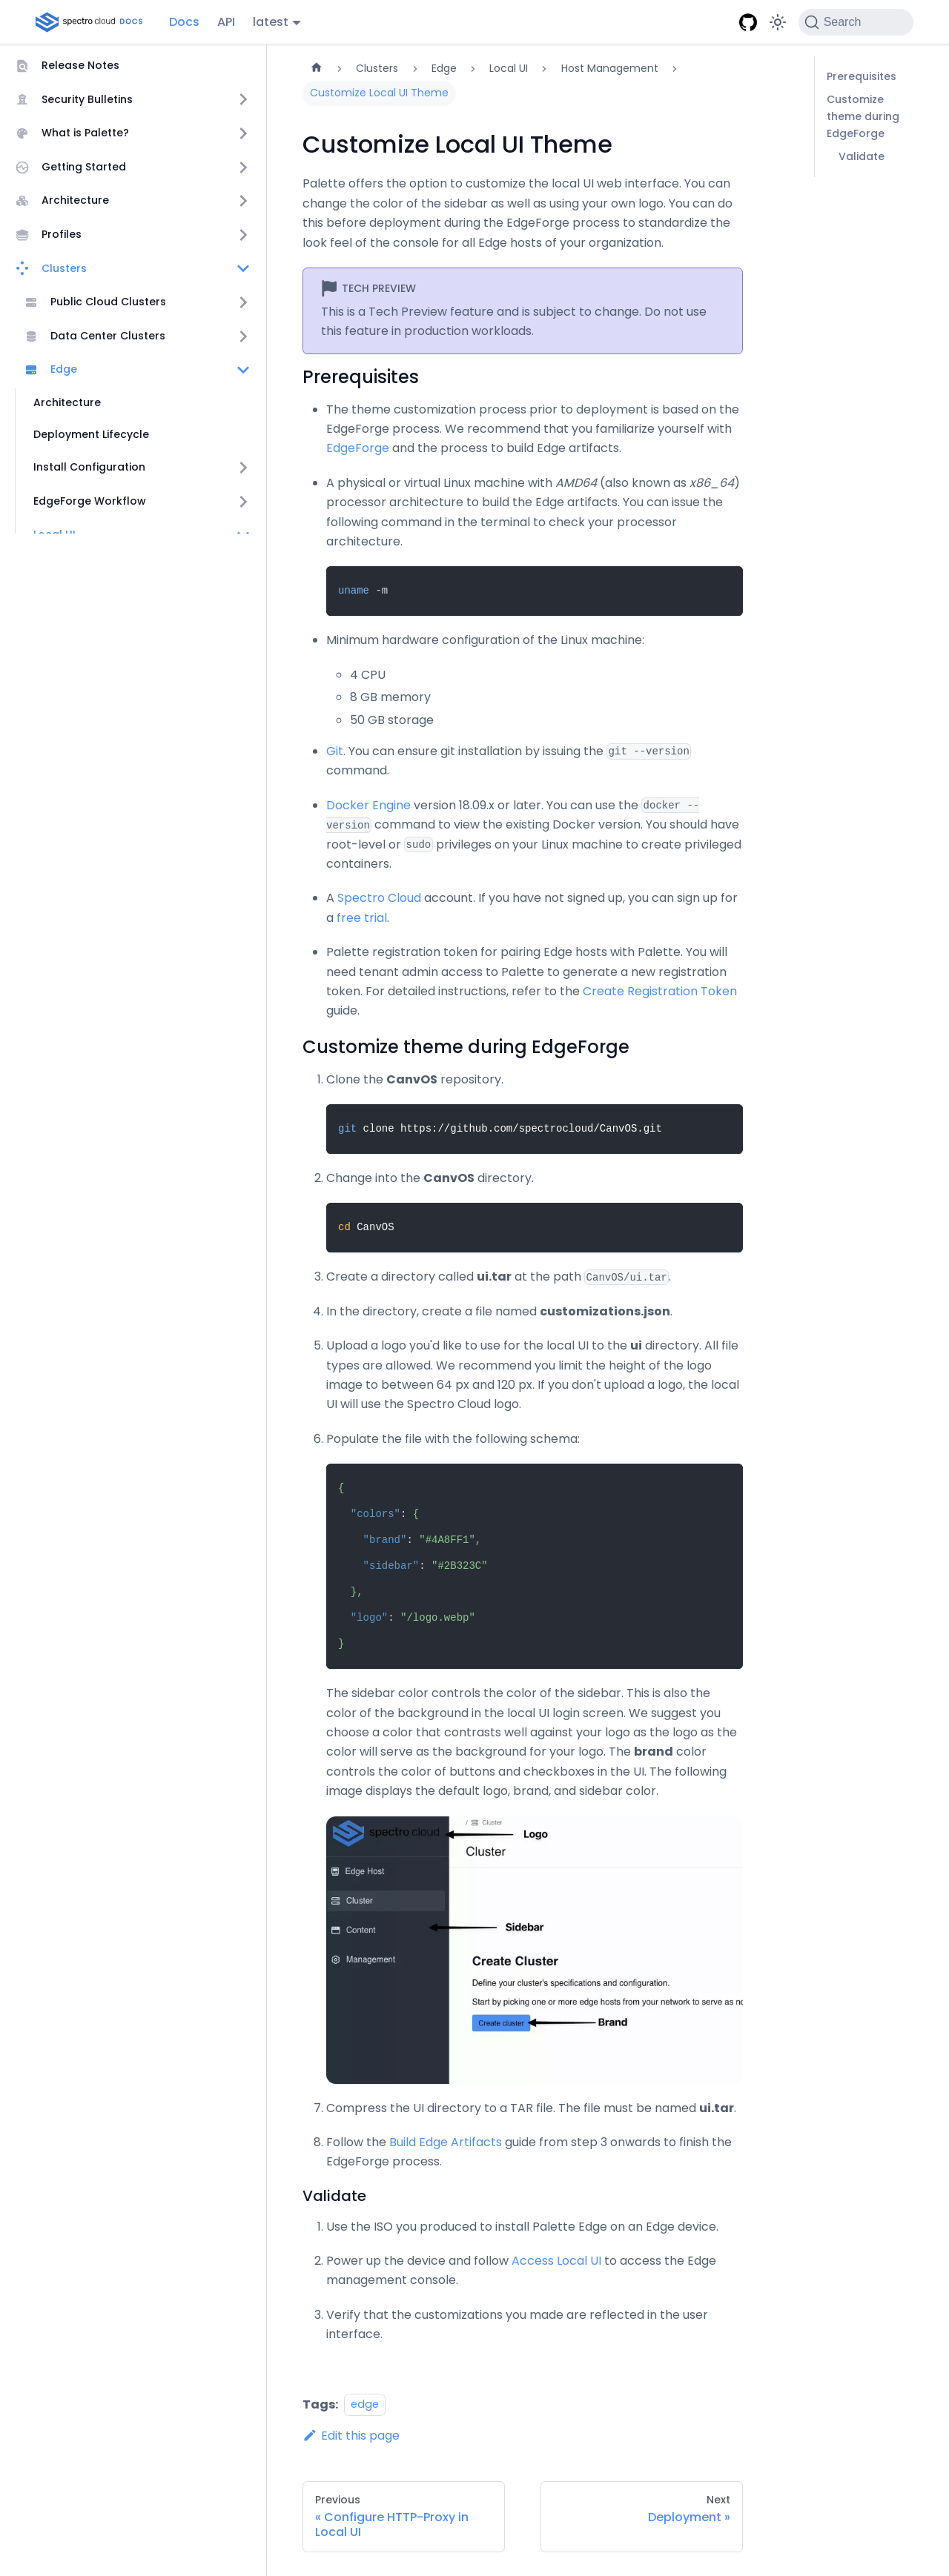 spectro cloud DOCS
Docs
API
latest
Search
Release Notes
Security Bulletins
What is Palette?
Getting Started
Architecture
Profiles
Clusters
Public Cloud Clusters
Data Center Clusters
Edge
Architecture
Deployment Lifecycle
Install Configuration
EdgeForge Workflow
Local UI
Clusters
Edge
Local UI
Host Management
Customize Local UI Theme
Customize Local UI Theme
Palette offers the option to customize the local UI web interface. You can
change the color of the sidebar as well as using your own logo. You can do
this before deployment during the EdgeForge process to standardize the
look feel of the console for all Edge hosts of your organization.
TECH PREVIEW
This is a Tech Preview feature and is subject to change. Do not use
this feature in production workloads.
Prerequisites
The theme customization process prior to deployment is based on the
EdgeForge process. We recommend that you familiarize yourself with
EdgeForge and the process to build Edge artifacts.
A physical or virtual Linux machine with AMD64 (also known as x86_64)
processor architecture to build the Edge artifacts. You can issue the
following command in the terminal to check your processor
architecture.
uname -m
Minimum hardware configuration of the Linux machine:
4 CPU
8 GB memory
50 GB storage
Git. You can ensure git installation by issuing the git --version
command.
Docker Engine version 18.09.x or later. You can use the docker --
version command to view the existing Docker version. You should have
root-level or sudo privileges on your Linux machine to create privileged
containers.
A Spectro Cloud account. If you have not signed up, you can sign up for
a free trial.
Palette registration token for pairing Edge hosts with Palette. You will
need tenant admin access to Palette to generate a new registration
token. For detailed instructions, refer to the Create Registration Token
guide.
Customize theme during EdgeForge
1. Clone the CanvOS repository.
git clone https://github.com/spectrocloud/CanvOS.git
2. Change into the CanvOS directory.
cd CanvOS
3. Create a directory called ui.tar at the path CanvOS/ui.tar.
4. In the directory, create a file named customizations.json.
5. Upload a logo you'd like to use for the local UI to the ui directory. All file
types are allowed. We recommend you limit the height of the logo
image to between 64 px and 120 px. If you don't upload a logo, the local
UI will use the Spectro Cloud logo.
6. Populate the file with the following schema:
{
"colors": {
"brand": "#4A8FF1",
"sidebar": "#2B323C"
},
"logo": "/logo.webp"
}
The sidebar color controls the color of the sidebar. This is also the
color of the background in the local UI login screen. We suggest you
choose a color that contrasts well against your logo as the logo as the
color will serve as the background for your logo. The brand color
controls the color of buttons and checkboxes in the UI. The following
image displays the default logo, brand, and sidebar color.
spectro cloud
/ Cluster
Logo
Cluster
Edge Host
Cluster
Content
Management
Sidebar
Create Cluster
Define your cluster's specifications and configuration.
Start by picking one or more edge hosts from your network to serve as
Create cluster
Brand
7. Compress the UI directory to a TAR file. The file must be named ui.tar.
8. Follow the Build Edge Artifacts guide from step 3 onwards to finish the
EdgeForge process.
Validate
1. Use the ISO you produced to install Palette Edge on an Edge device.
2. Power up the device and follow Access Local UI to access the Edge
management console.
3. Verify that the customizations you made are reflected in the user
interface.
Tags: edge
Edit this page
Previous
« Configure HTTP-Proxy in
Local UI
Next
Deployment »
Prerequisites
Customize
theme during
EdgeForge
Validate